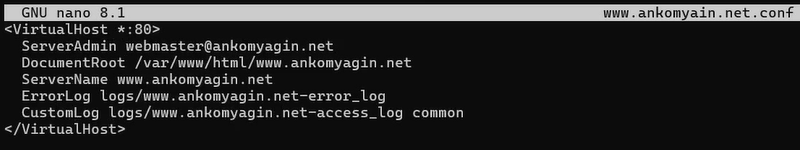 GNU nano 8.1 www.ankomyain.net.conf
<VirtualHost *:80>
  ServerAdmin webmaster@ankomyagin.net
  DocumentRoot /var/www/html/www.ankomyagin.net
  ServerName www.ankomyagin.net
  ErrorLog logs/www.ankomyagin.net-error_log
  CustomLog logs/www.ankomyagin.net-access_log common
</VirtualHost>